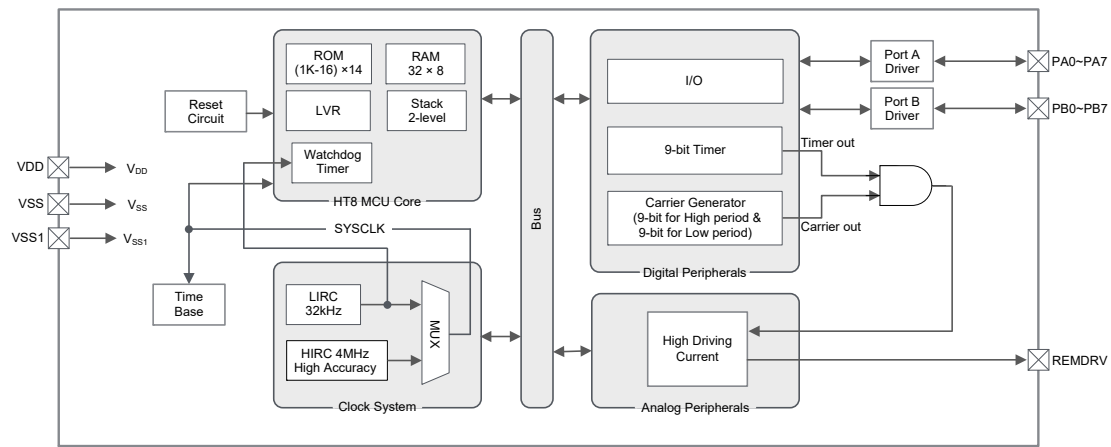 ROM
(1K-16) ×14
RAM
32 × 8
LVR
Stack
2-level
Watchdog
Timer
HT8 MCU Core
Reset
Circuit
VDD
V_DD
VSS
V_SS
VSS1
V_SS1
SYSCLK
Time
Base
LIRC
32kHz
HIRC 4MHz
High Accuracy
MUX
Clock System
Bus
I/O
9-bit Timer
Timer out
Carrier Generator
(9-bit for High period &
9-bit for Low period)
Carrier out
Digital Peripherals
Port A
Driver
PA0~PA7
Port B
Driver
PB0~PB7
High Driving
Current
Analog Peripherals
REMDRV